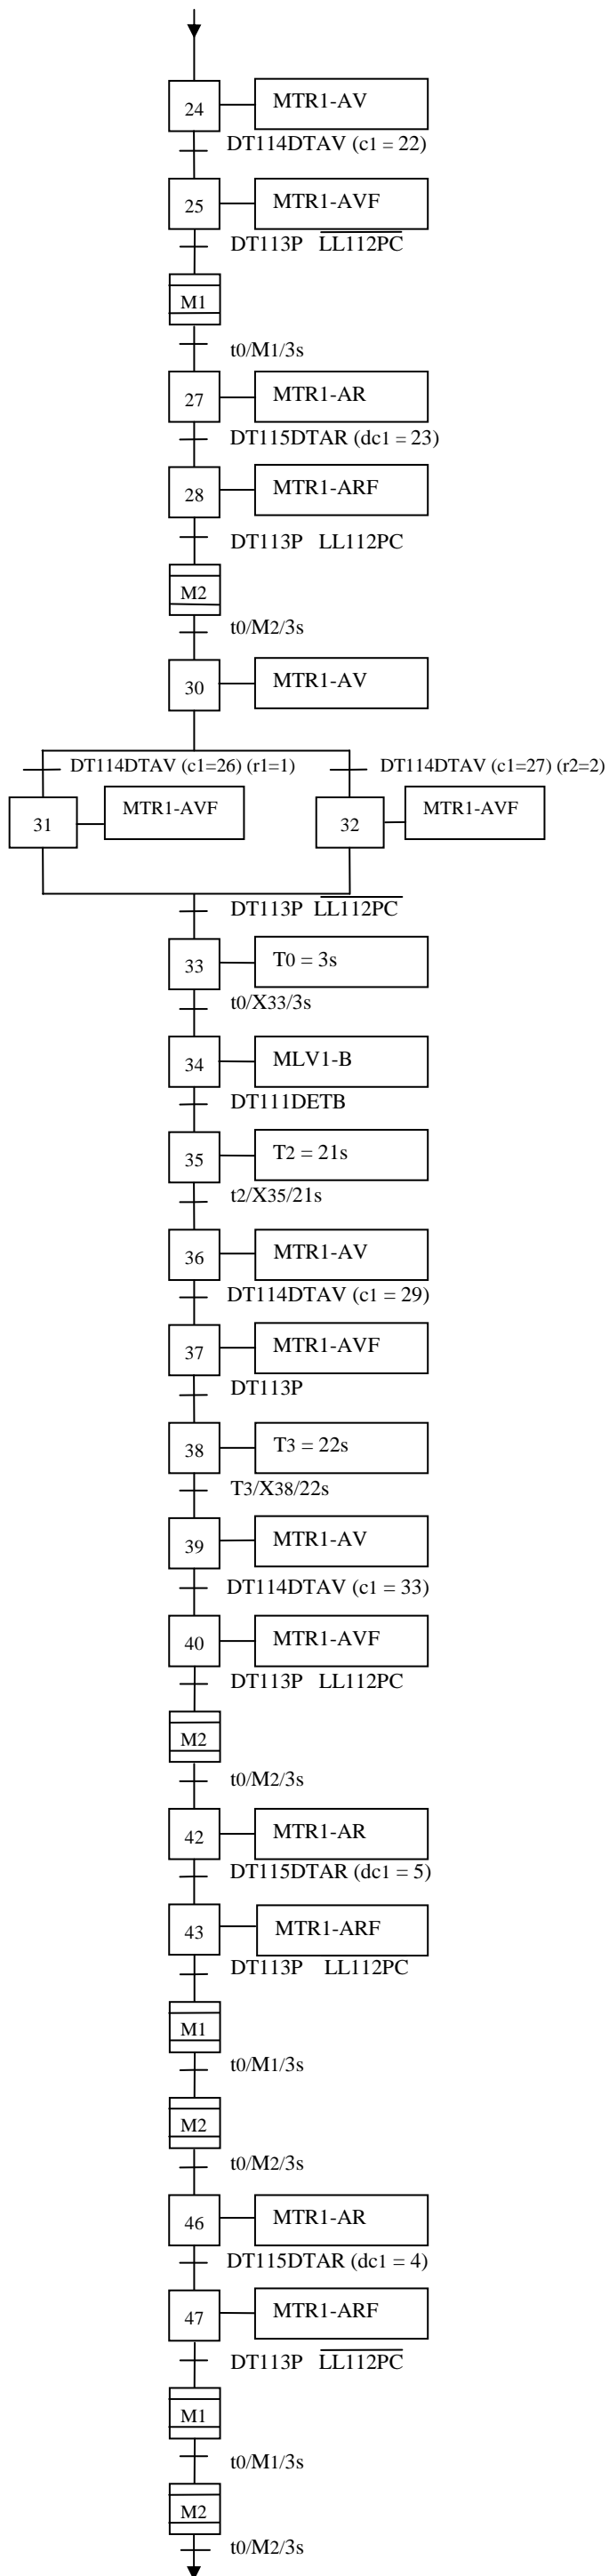 24 MTR1-AV
DT114DTAV (c1 = 22)
25 MTR1-AVF
DT113P LL112PC
M1
t0/M1/3s
27 MTR1-AR
DT115DTAR (dc1 = 23)
28 MTR1-ARF
DT113P LL112PC
M2
t0/M2/3s
30 MTR1-AV
DT114DTAV (c1=26) (r1=1) DT114DTAV (c1=27) (r2=2)
31 MTR1-AVF 32 MTR1-AVF
DT113P LL112PC
33 T0 = 3s
t0/X33/3s
34 MLV1-B
DT111DETB
35 T2 = 21s
t2/X35/21s
36 MTR1-AV
DT114DTAV (c1 = 29)
37 MTR1-AVF
DT113P
38 T3 = 22s
T3/X38/22s
39 MTR1-AV
DT114DTAV (c1 = 33)
40 MTR1-AVF
DT113P LL112PC
M2
t0/M2/3s
42 MTR1-AR
DT115DTAR (dc1 = 5)
43 MTR1-ARF
DT113P LL112PC
M1
t0/M1/3s
M2
t0/M2/3s
46 MTR1-AR
DT115DTAR (dc1 = 4)
47 MTR1-ARF
DT113P LL112PC
M1
t0/M1/3s
M2
t0/M2/3s